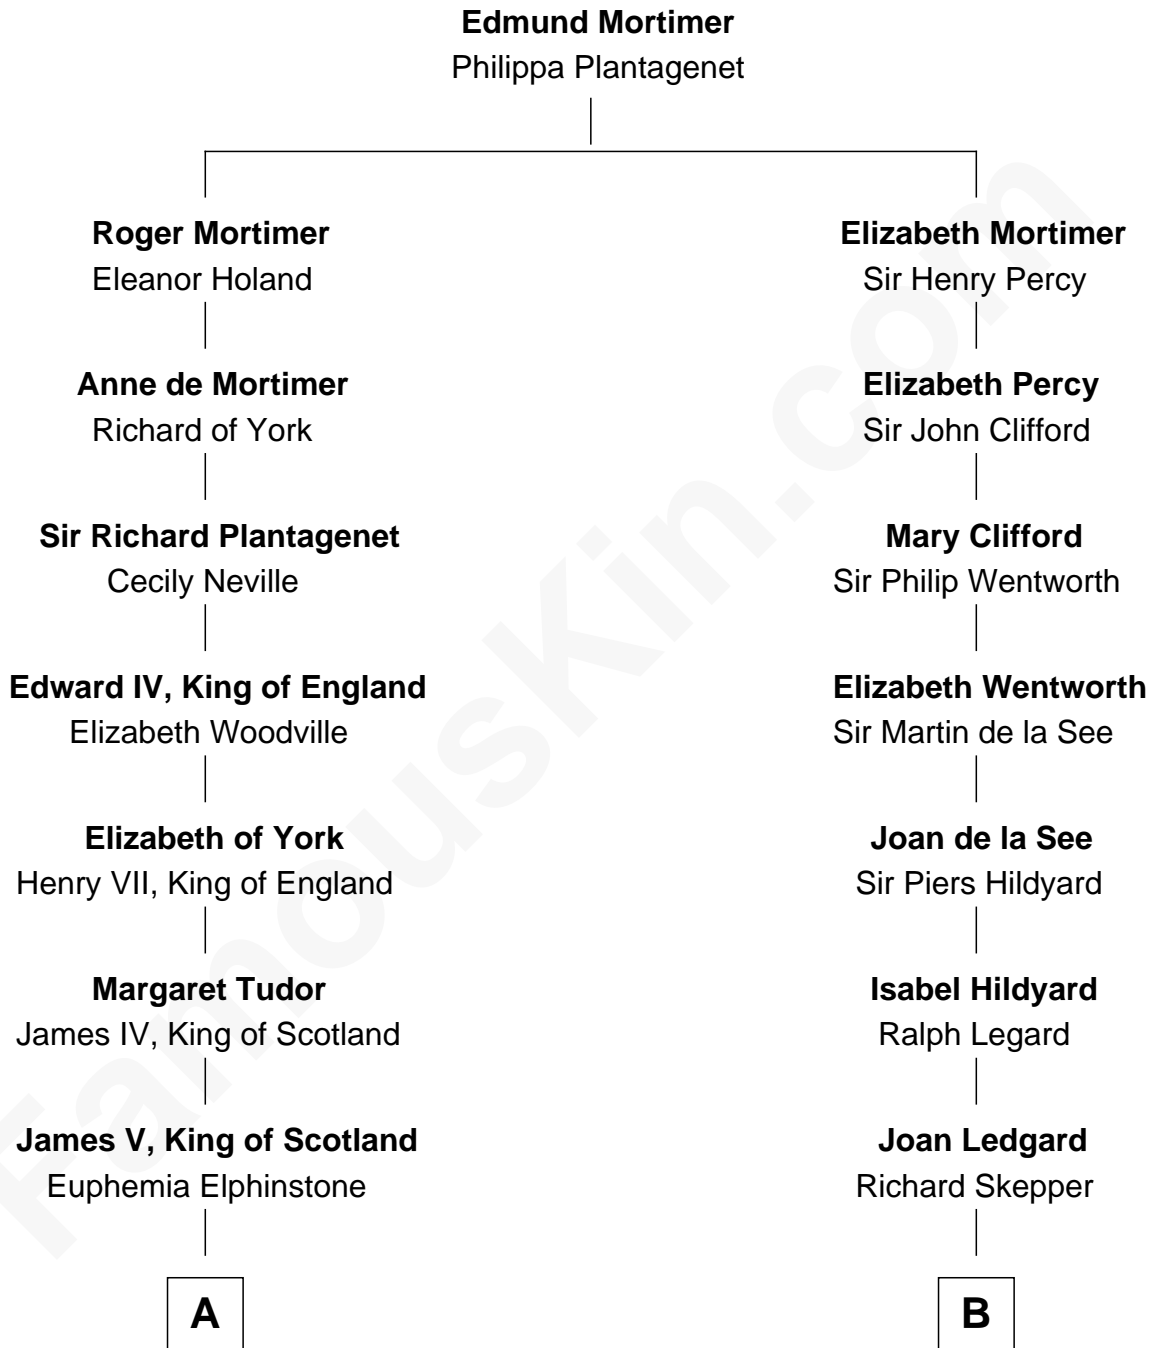 Edmund Mortimer
Philippa Plantagenet
Roger Mortimer
Eleanor Holand
Elizabeth Mortimer
Sir Henry Percy
Anne de Mortimer
Richard of York
Elizabeth Percy
Sir John Clifford
Sir Richard Plantagenet
Cecily Neville
Mary Clifford
Sir Philip Wentworth
Edward IV, King of England
Elizabeth Woodville
Elizabeth Wentworth
Sir Martin de la See
Elizabeth of York
Henry VII, King of England
Joan de la See
Sir Piers Hildyard
Margaret Tudor
James IV, King of Scotland
Isabel Hildyard
Ralph Legard
James V, King of Scotland
Euphemia Elphinstone
Joan Ledgard
Richard Skepper
A
B
FamousKin.com